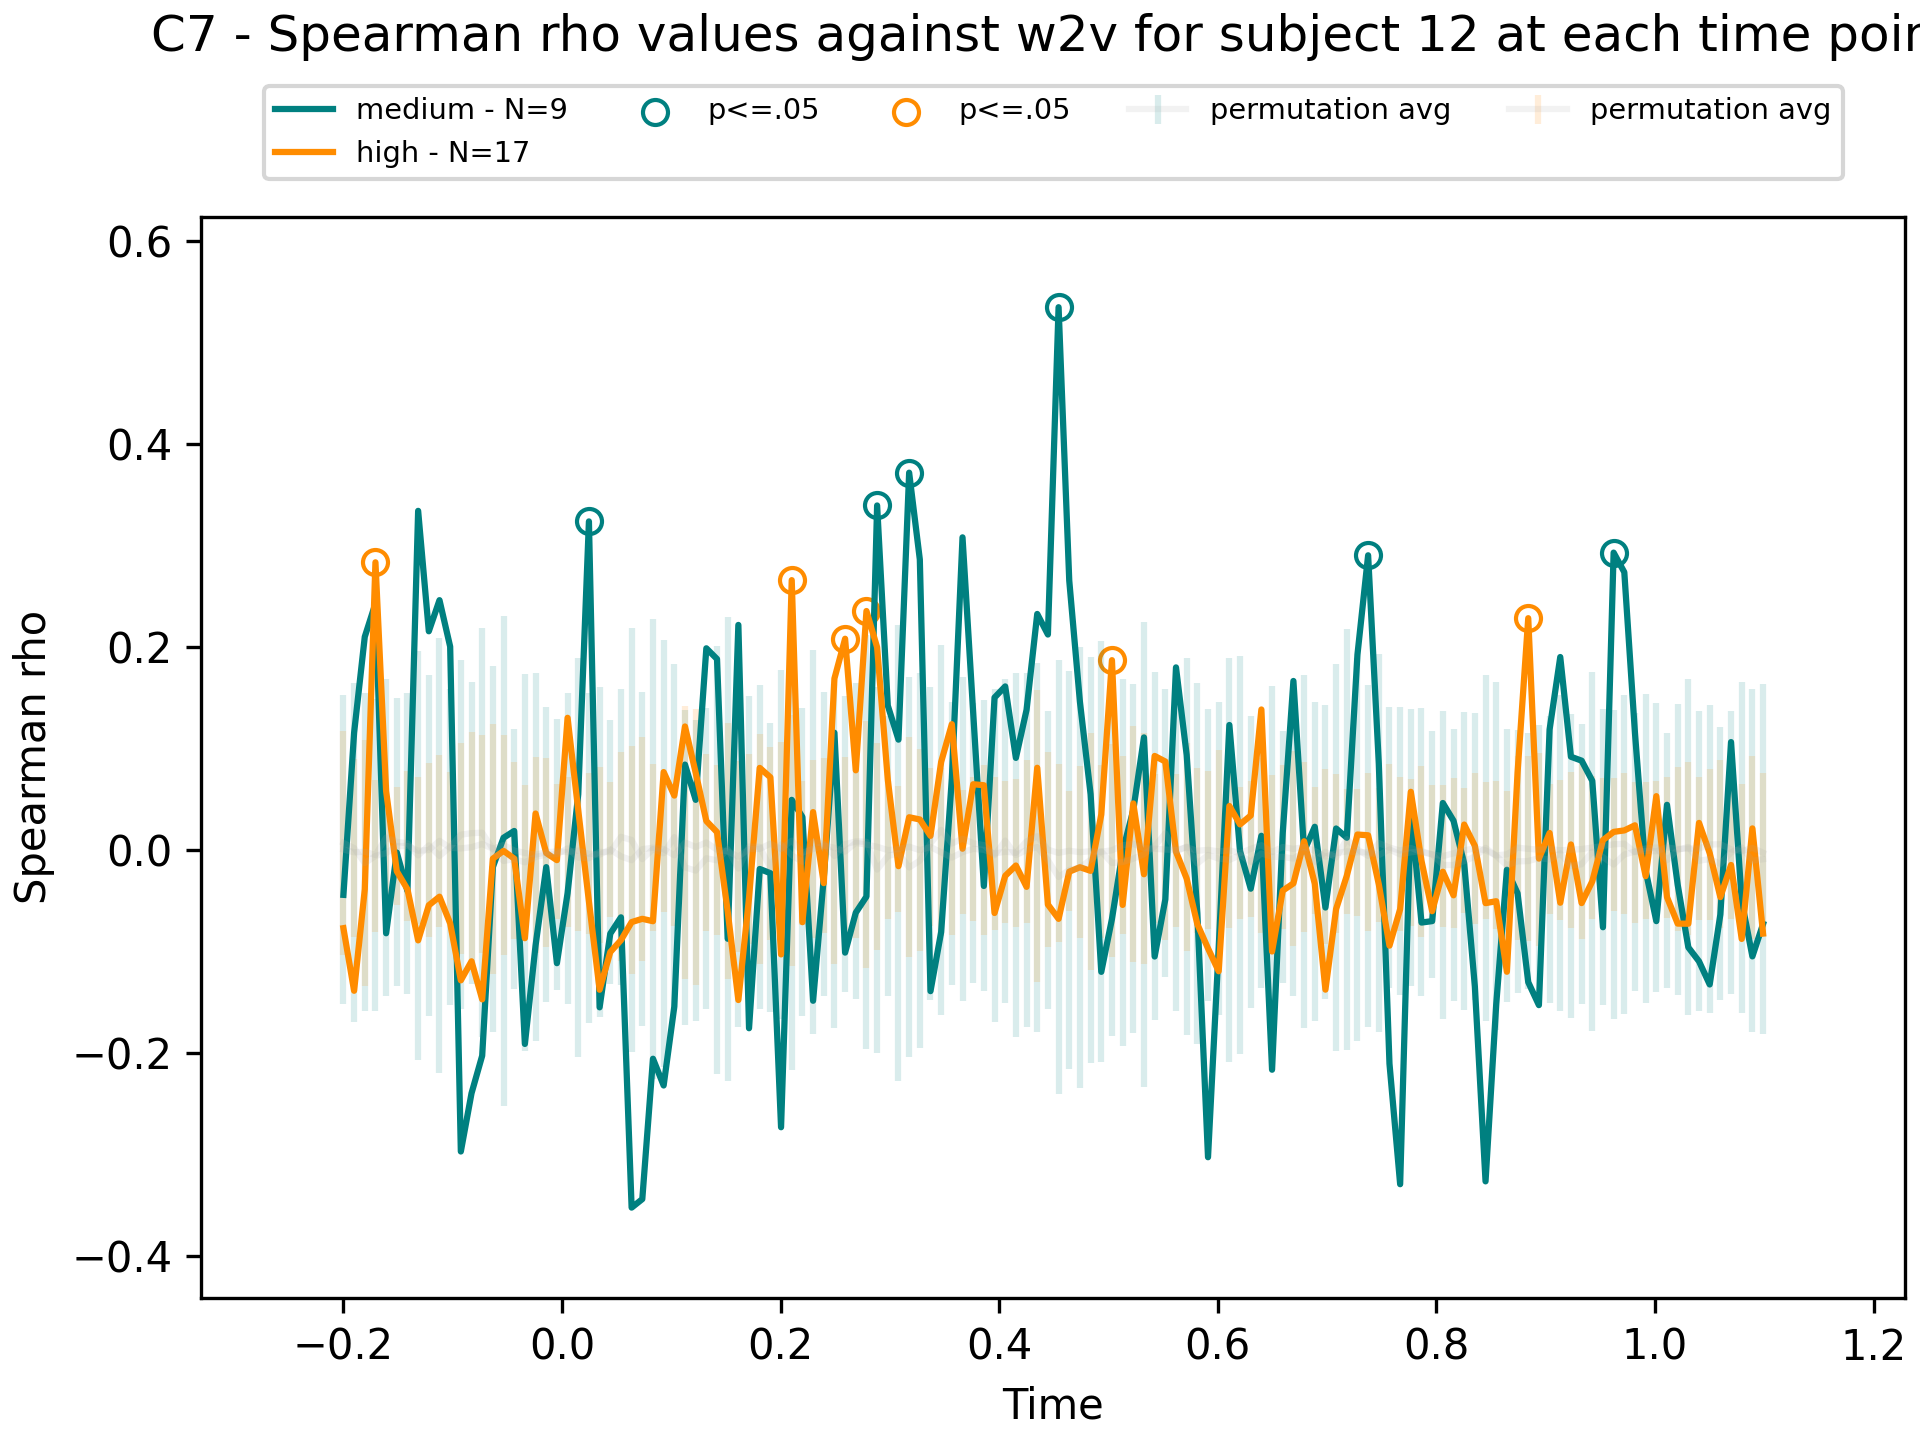 C7 - Spearman rho values against w2v for subject 12 at each time poin
medium - N=9
high - N=17
p<=.05
p<=.05
permutation avg
permutation avg
Spearman rho
0.6
0.4
0.2
0.0
−0.2
−0.4
−0.2 0.0 0.2 0.4 0.6 0.8 1.0 1.2
Time